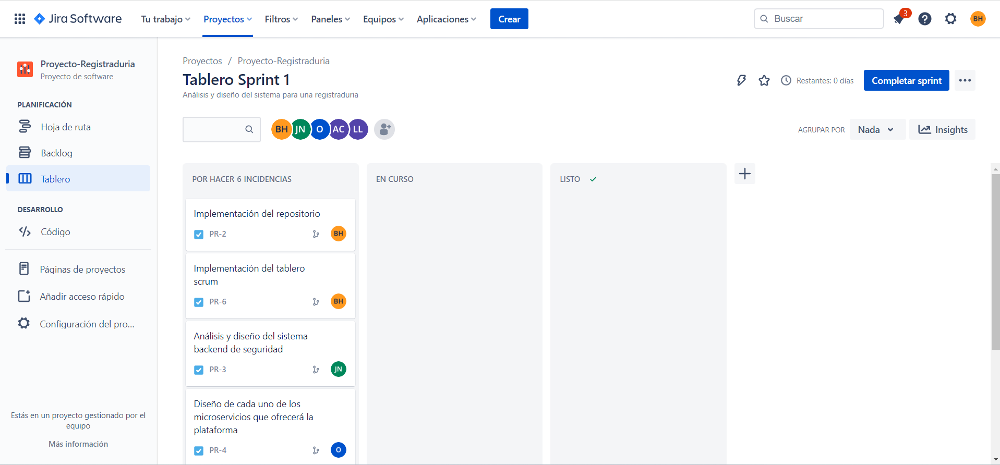 Jira Software
Tu trabajo
Proyectos
Filtros
Paneles
Equipos
Aplicaciones
Crear
Buscar
3
BH
Proyecto-Registraduria
Proyecto de software
PLANIFICACIÓN
Hoja de ruta
Backlog
Tablero
DESARROLLO
Código
Páginas de proyectos
Añadir acceso rápido
Configuración del pro...
Estás en un proyecto gestionado por el
equipo
Más información
Proyectos / Proyecto-Registraduria
Tablero Sprint 1
Análisis y diseño del sistema para una registraduria
Restantes: 0 días
Completar sprint
BH JN O AC LL
AGRUPAR POR
Nada
Insights
POR HACER 6 INCIDENCIAS
Implementación del repositorio
PR-2
BH
Implementación del tablero
scrum
PR-6
BH
Análisis y diseño del sistema
backend de seguridad
PR-3
JN
Diseño de cada uno de los
microservicios que ofrecerá la
plataforma
PR-4
O
EN CURSO
LISTO